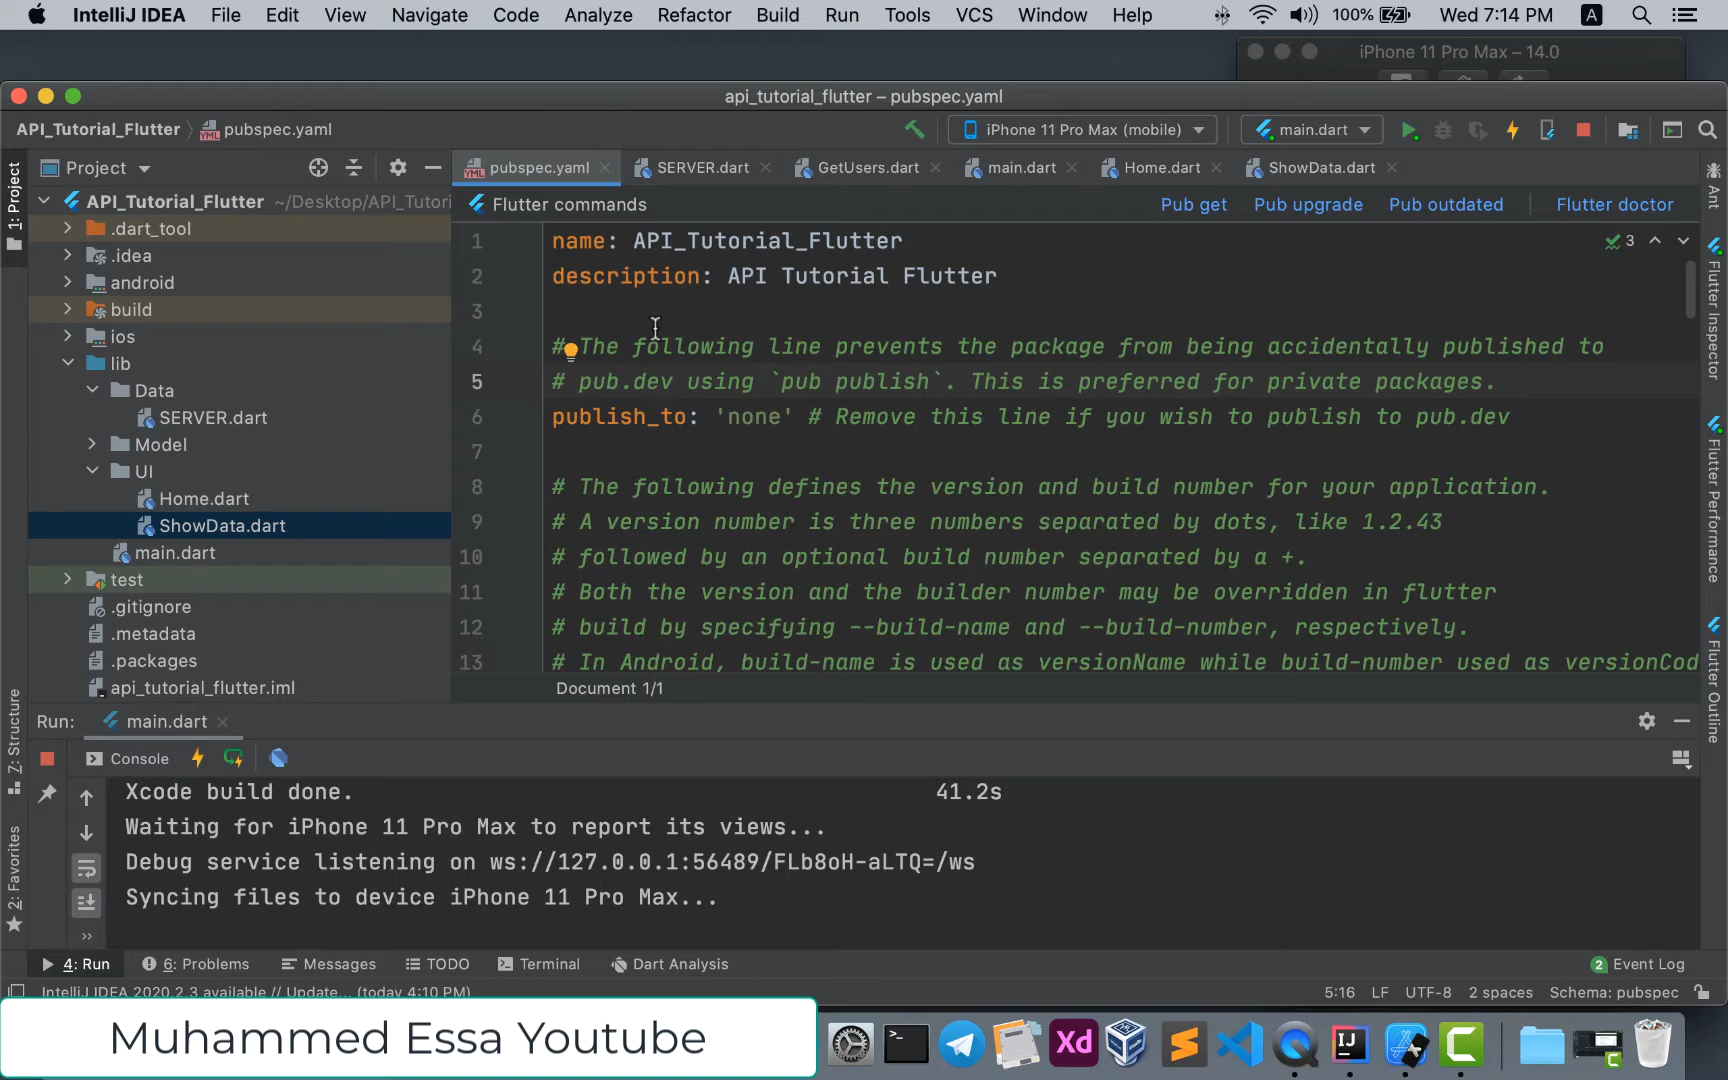 IntelliJ IDEA File Edit View Navigate Code Analyze Refactor Build Run Tools VCS Window Help 100% Wed 7:14 PM A
iPhone 11 Pro Max – 14.0
api_tutorial_flutter – pubspec.yaml
API_Tutorial_Flutter pubspec.yaml iPhone 11 Pro Max (mobile) main.dart
Project pubspec.yaml SERVER.dart GetUsers.dart main.dart Home.dart ShowData.dart
1: Project
Ant
API_Tutorial_Flutter ~/Desktop/API_Tutori
Flutter commands Pub get Pub upgrade Pub outdated Flutter doctor
.dart_tool
.idea
android
build
ios
lib
Data
SERVER.dart
Model
UI
Home.dart
ShowData.dart
main.dart
test
.gitignore
.metadata
.packages
api_tutorial_flutter.iml
1 name: API_Tutorial_Flutter
3
2 description: API Tutorial Flutter
3
4 # The following line prevents the package from being accidentally published to
5 # pub.dev using `pub publish`. This is preferred for private packages.
6 publish_to: 'none' # Remove this line if you wish to publish to pub.dev
7
8 # The following defines the version and build number for your application.
9 # A version number is three numbers separated by dots, like 1.2.43
10 # followed by an optional build number separated by a +.
11 # Both the version and the builder number may be overridden in flutter
12 # build by specifying --build-name and --build-number, respectively.
13 # In Android, build-name is used as versionName while build-number used as versionCod
Document 1/1
Flutter Inspector
Flutter Performance
Flutter Outline
Z: Structure
2: Favorites
Run: main.dart
Console
Xcode build done. 41.2s
Waiting for iPhone 11 Pro Max to report its views...
Debug service listening on ws://127.0.0.1:56489/FLb8oH-aLTQ=/ws
Syncing files to device iPhone 11 Pro Max...
4: Run 6: Problems Messages TODO Terminal Dart Analysis 2 Event Log
IntelliJ IDEA 2020.2.3 available // Update... (today 4:10 PM) 5:16 LF UTF-8 2 spaces Schema: pubspec
Muhammed Essa Youtube
Xd
IJ